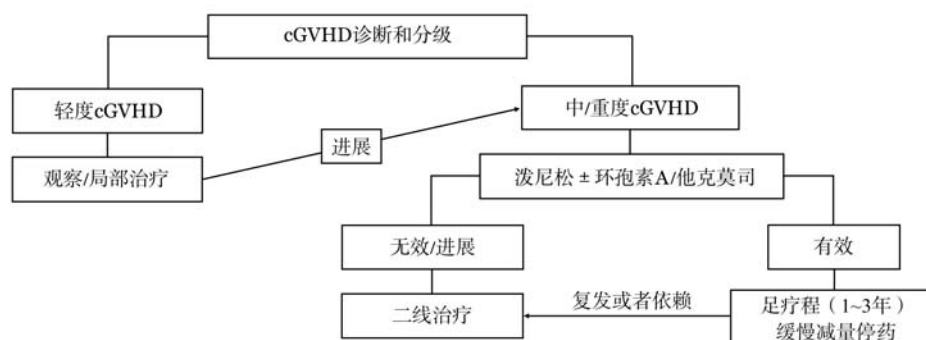 cGVHD诊断和分级
轻度cGVHD
中/重度cGVHD
进展
观察/局部治疗
泼尼松±环孢素A/他克莫司
无效/进展
有效
二线治疗
复发或者依赖
足疗程（1~3年）
缓慢减量停药